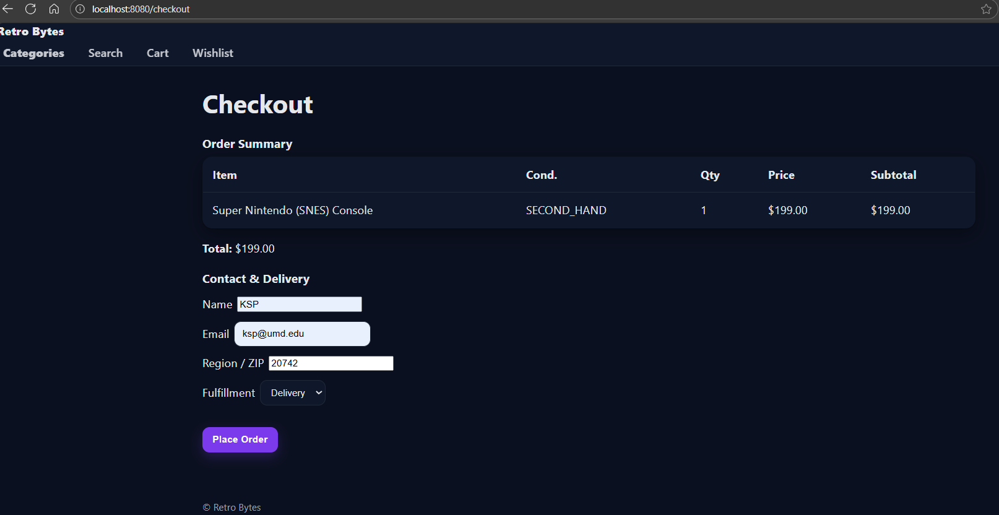 localhost:8080/checkout
Retro Bytes
Categories Search Cart Wishlist
Checkout
Order Summary
Item Cond. Qty Price Subtotal
Super Nintendo (SNES) Console SECOND_HAND 1 $199.00 $199.00
Total: $199.00
Contact & Delivery
Name KSP
Email ksp@umd.edu
Region / ZIP 20742
Fulfillment Delivery
Place Order
© Retro Bytes